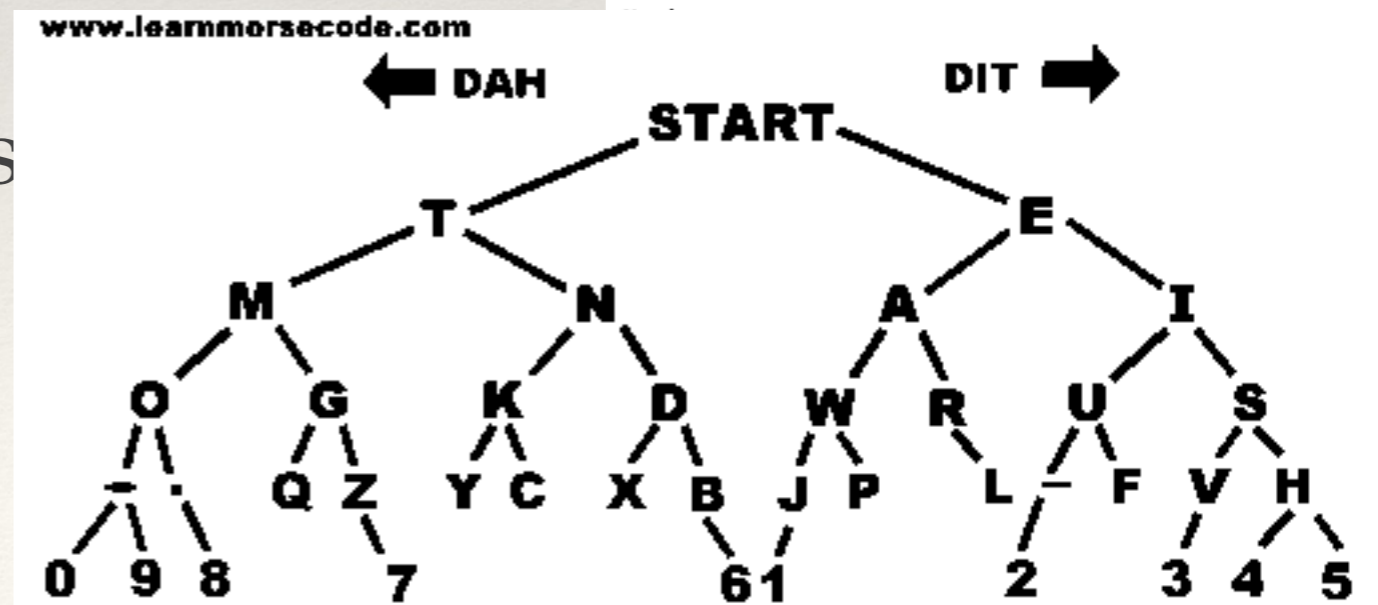 www.learnmorsecode.com
DAH DIT
START
S
T E
M N A I
O G K D W R U S
- . Q Z Y C X B J P L - F V H
0 9 8 7 6 1 2 3 4 5